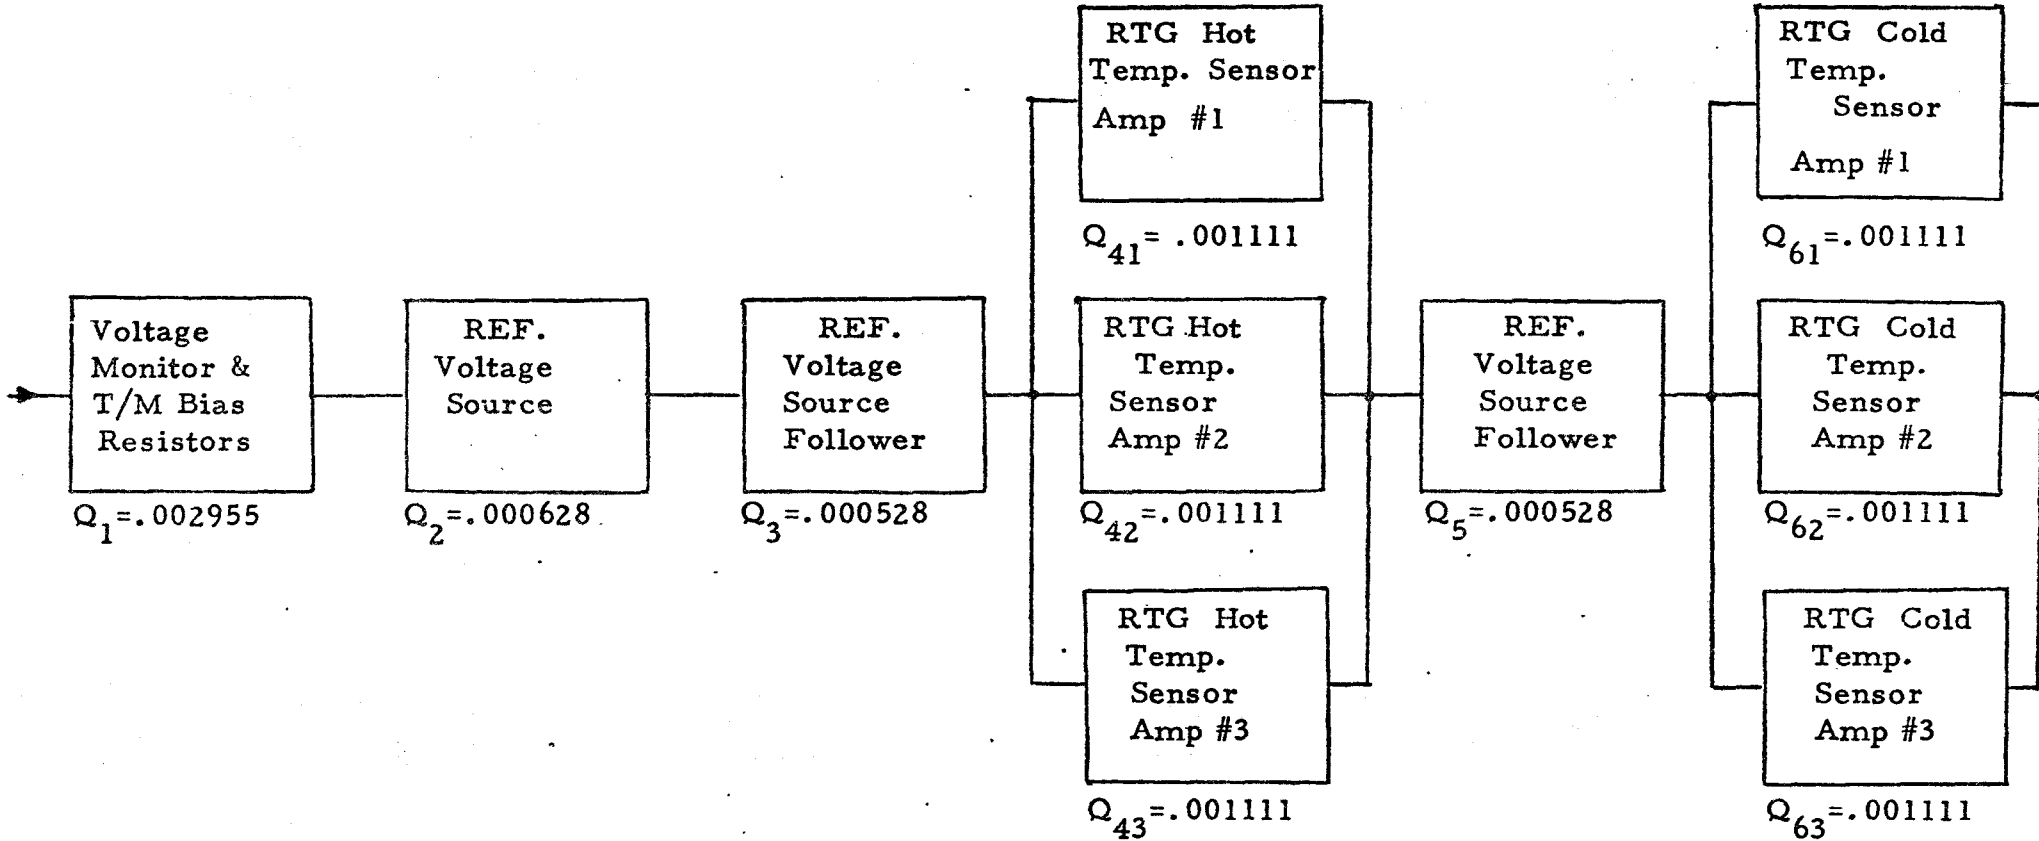 RTG Hot
Temp. Sensor
Amp #1
Q41= .001111
RTG Cold
Temp.
Sensor
Amp #1
Q61=.001111
Voltage
Monitor &
T/M Bias
Resistors
Q1=.002955
REF.
Voltage
Source
Q2=.000628
REF.
Voltage
Source
Follower
Q3=.000528
RTG Hot
Temp.
Sensor
Amp #2
Q42=.001111
REF.
Voltage
Source
Follower
Q5=.000528
RTG Cold
Temp.
Sensor
Amp #2
Q62=.001111
RTG Hot
Temp.
Sensor
Amp #3
Q43=.001111
RTG Cold
Temp.
Sensor
Amp #3
Q63=.001111